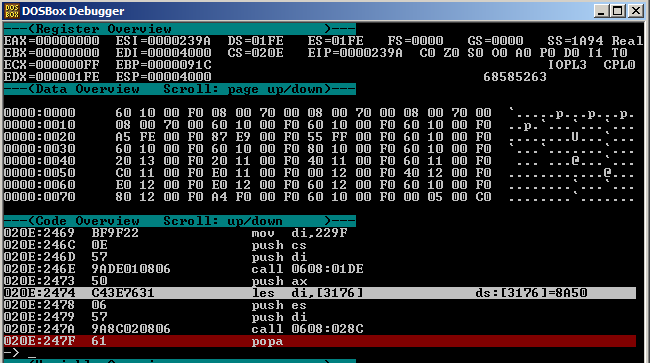 DOS
BOX
DOSBox Debugger
---(Register Overview )---
EAX=00000000 ESI=0000239A DS=01FE ES=01FE FS=0000 GS=0000 SS=1A94 Real
EBX=00000000 EDI=00004000 CS=020E EIP=0000239A C0 Z0 S0 O0 A0 P0 D0 I1 T0
ECX=000000FF EBP=0000091C IOPL3 CPL0
EDX=000001FE ESP=00004000 68585263
---(Data Overview Scroll: page up/down)---
0000:0000 60 10 00 F0 08 00 70 00 08 00 70 00 08 00 70 00 `.....p...p...p.
0000:0010 08 00 70 00 60 10 00 F0 60 10 00 F0 60 10 00 F0 ..p.`...`...`...
0000:0020 A5 FE 00 F0 87 E9 00 F0 55 FF 00 F0 60 10 00 F0 ........U...`...
0000:0030 60 10 00 F0 60 10 00 F0 80 10 00 F0 60 10 00 F0 `...`.......`...
0000:0040 20 13 00 F0 20 11 00 F0 40 11 00 F0 60 11 00 F0  ... ...@...`...
0000:0050 C0 11 00 F0 E0 11 00 F0 00 12 00 F0 40 12 00 F0 ............@...
0000:0060 E0 12 00 F0 E0 12 00 F0 60 12 00 F0 60 10 00 F0 ........`...`...
0000:0070 80 12 00 F0 A4 F0 00 F0 60 10 00 F0 00 05 00 C0 ........`.......
---(Code Overview Scroll: up/down )---
020E:2469 BF9F22 mov di,229F
020E:246C 0E push cs
020E:246D 57 push di
020E:246E 9ADE010806 call 0608:01DE
020E:2473 50 push ax
020E:2474 C43E7631 les di,[3176] ds:[3176]=8A50
020E:2478 06 push es
020E:2479 57 push di
020E:247A 9A8C020806 call 0608:028C
020E:247F 61 popa
-> _